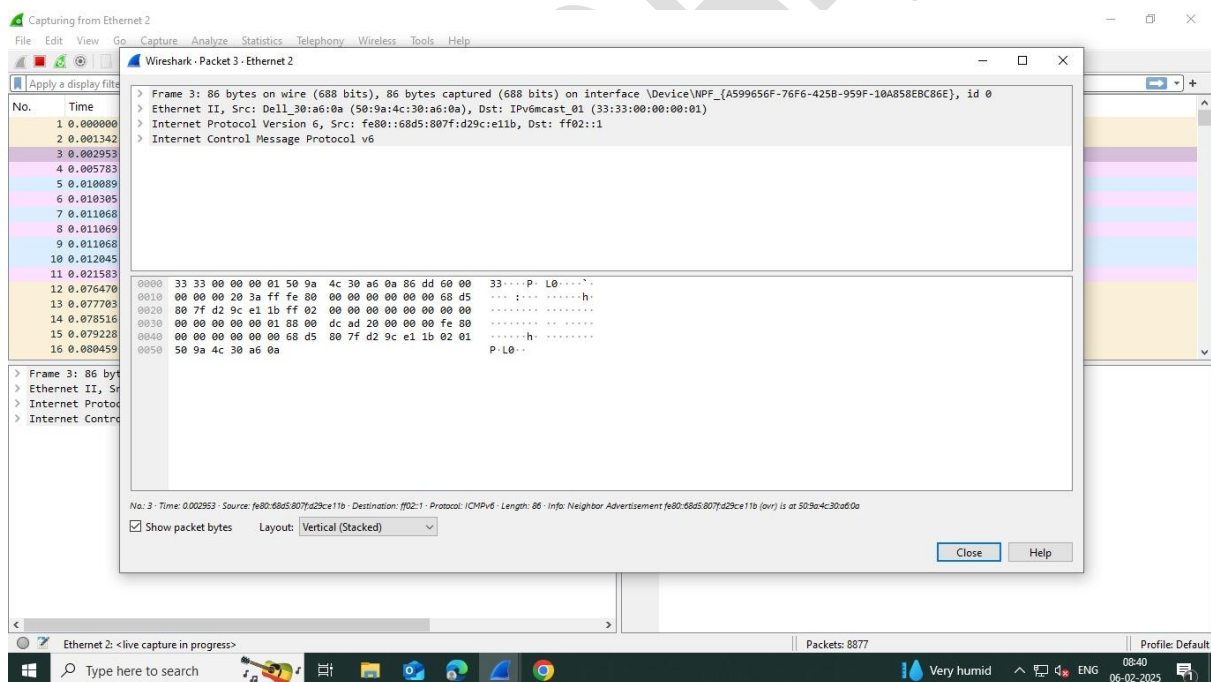 Capturing from Ethernet 2
File Edit View Go Capture Analyze Statistics Telephony Wireless Tools Help
Wireshark · Packet 3 · Ethernet 2
Apply a display filte
No. Time
1 0.000000
2 0.001342
3 0.002953
4 0.005783
5 0.010089
6 0.010305
7 0.011068
8 0.011069
9 0.011068
10 0.012045
11 0.021583
12 0.076470
13 0.077703
14 0.078516
15 0.079228
16 0.080459
> Frame 3: 86 byt
> Ethernet II, Sr
> Internet Protoc
> Internet Contro
> Frame 3: 86 bytes on wire (688 bits), 86 bytes captured (688 bits) on interface \Device\NPF_{A599656F-76F6-425B-959F-10A858EBC86E}, id 0
> Ethernet II, Src: Dell_30:a6:0a (50:9a:4c:30:a6:0a), Dst: IPv6mcast_01 (33:33:00:00:00:01)
> Internet Protocol Version 6, Src: fe80::68d5:807f:d29c:e11b, Dst: ff02::1
> Internet Control Message Protocol v6
0000 33 33 00 00 00 01 50 9a 4c 30 a6 0a 86 dd 60 00 33····P· L0····`·
0010 00 00 00 20 3a ff fe 80 00 00 00 00 00 00 68 d5 ··· :··· ······h·
0020 80 7f d2 9c e1 1b ff 02 00 00 00 00 00 00 00 00 ········ ········
0030 00 00 00 00 00 01 88 00 dc ad 20 00 00 00 fe 80 ········ ·· ·····
0040 00 00 00 00 00 00 68 d5 80 7f d2 9c e1 1b 02 01 ······h· ········
0050 50 9a 4c 30 a6 0a P·L0··
No.: 3 · Time: 0.002953 · Source: fe80::68d5:807f:d29c:e11b · Destination: ff02::1 · Protocol: ICMPv6 · Length: 86 · Info: Neighbor Advertisement fe80::68d5:807f:d29c:e11b (ovr) is at 50:9a:4c:30:a6:0a
Show packet bytes Layout: Vertical (Stacked)
Close Help
Ethernet 2: <live capture in progress> Packets: 8877 Profile: Default
Type here to search Very humid ENG 08:40
06-02-2025